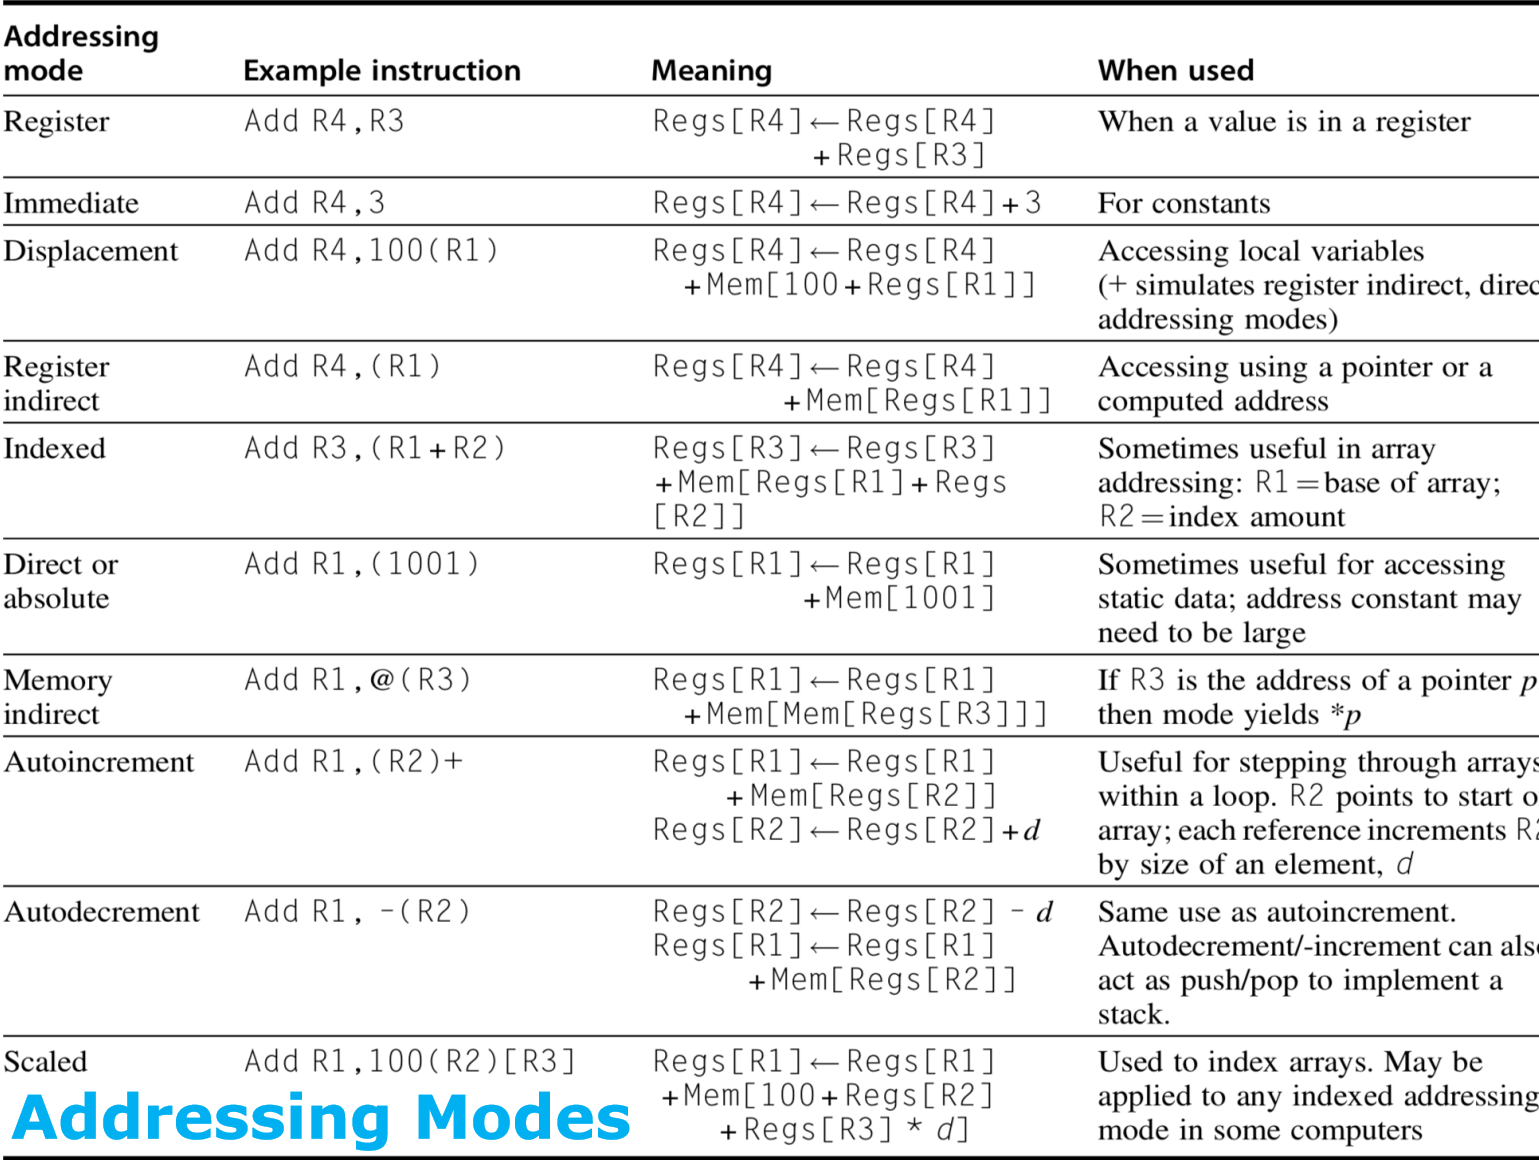 Addressing
mode Example instruction Meaning When used
Register Add R4,R3 Regs[R4]←Regs[R4] When a value is in a register
+Regs[R3]
Immediate Add R4,3 Regs[R4]←Regs[R4]+3 For constants
Displacement Add R4,100(R1) Regs[R4]←Regs[R4] Accessing local variables
+Mem[100+Regs[R1]] (+ simulates register indirect, direc
addressing modes)
Register Add R4,(R1) Regs[R4]←Regs[R4] Accessing using a pointer or a
indirect +Mem[Regs[R1]] computed address
Indexed Add R3,(R1+R2) Regs[R3]←Regs[R3] Sometimes useful in array
+Mem[Regs[R1]+Regs addressing: R1=base of array;
[R2]] R2=index amount
Direct or Add R1,(1001) Regs[R1]←Regs[R1] Sometimes useful for accessing
absolute +Mem[1001] static data; address constant may
need to be large
Memory Add R1,@(R3) Regs[R1]←Regs[R1] If R3 is the address of a pointer p
indirect +Mem[Mem[Regs[R3]]] then mode yields *p
Autoincrement Add R1,(R2)+ Regs[R1]←Regs[R1] Useful for stepping through arrays
+Mem[Regs[R2]] within a loop. R2 points to start o
Regs[R2]←Regs[R2]+d array; each reference increments R2
by size of an element, d
Autodecrement Add R1, -(R2) Regs[R2]←Regs[R2] - d Same use as autoincrement.
Regs[R1]←Regs[R1] Autodecrement/-increment can also
+Mem[Regs[R2]] act as push/pop to implement a
stack.
Scaled Add R1,100(R2)[R3] Regs[R1]←Regs[R1] Used to index arrays. May be
+Mem[100+Regs[R2] applied to any indexed addressing
+Regs[R3] * d] mode in some computers
Addressing Modes